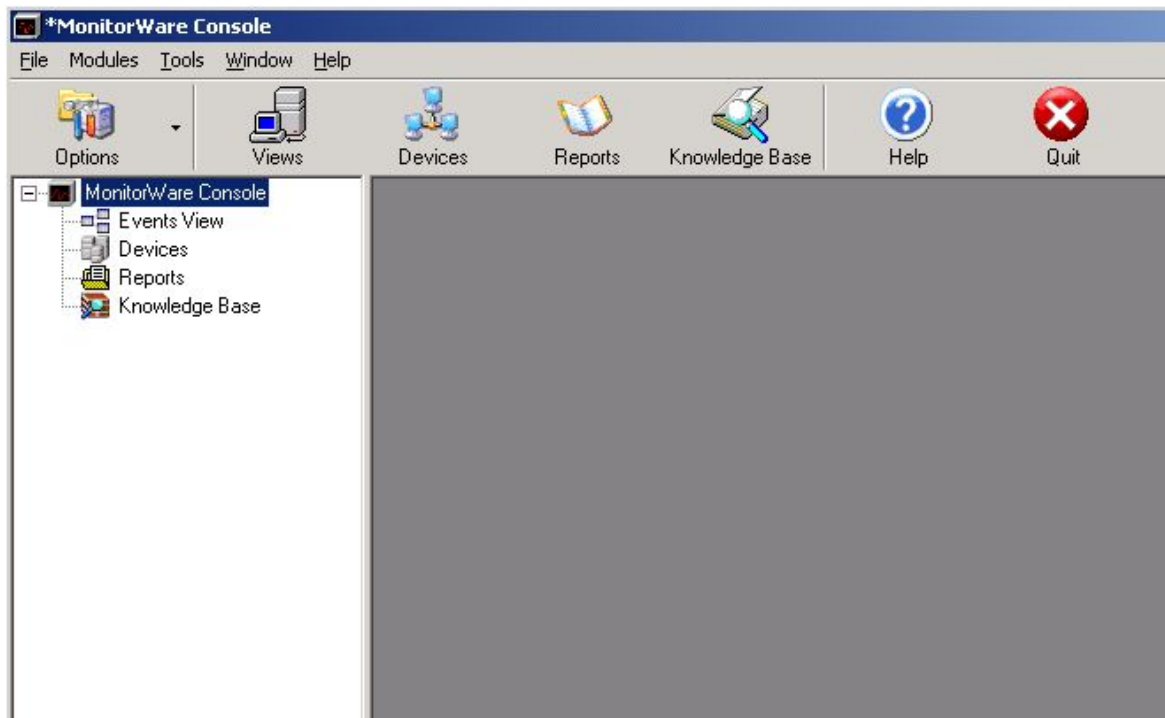 *MonitorWare Console
File Modules Tools Window Help
Options Views Devices Reports Knowledge Base Help Quit
MonitorWare Console
Events View
Devices
Reports
Knowledge Base